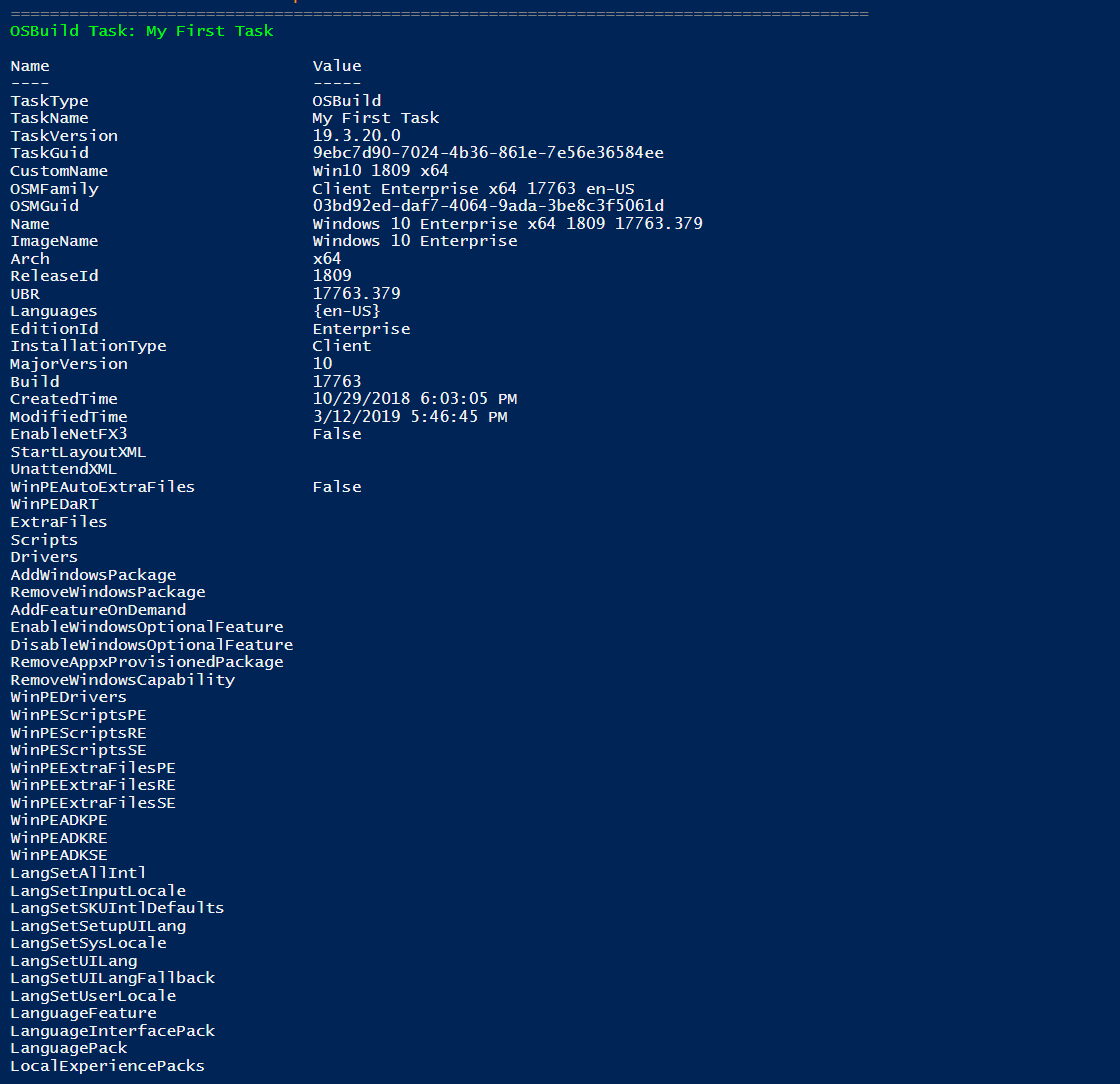 ========================================================================================
OSBuild Task: My First Task
Name Value
---- -----
TaskType OSBuild
TaskName My First Task
TaskVersion 19.3.20.0
TaskGuid 9ebc7d90-7024-4b36-861e-7e56e36584ee
CustomName Win10 1809 x64
OSMFamily Client Enterprise x64 17763 en-US
OSMGuid 03bd92ed-daf7-4064-9ada-3be8c3f5061d
Name Windows 10 Enterprise x64 1809 17763.379
ImageName Windows 10 Enterprise
Arch x64
ReleaseId 1809
UBR 17763.379
Languages {en-US}
EditionId Enterprise
InstallationType Client
MajorVersion 10
Build 17763
CreatedTime 10/29/2018 6:03:05 PM
ModifiedTime 3/12/2019 5:46:45 PM
EnableNetFX3 False
StartLayoutXML
UnattendXML
WinPEAutoExtraFiles False
WinPEDaRT
ExtraFiles
Scripts
Drivers
AddWindowsPackage
RemoveWindowsPackage
AddFeatureOnDemand
EnableWindowsOptionalFeature
DisableWindowsOptionalFeature
RemoveAppxProvisionedPackage
RemoveWindowsCapability
WinPEDrivers
WinPEScriptsPE
WinPEScriptsRE
WinPEScriptsSE
WinPEExtraFilesPE
WinPEExtraFilesRE
WinPEExtraFilesSE
WinPEADKPE
WinPEADKRE
WinPEADKSE
LangSetAllIntl
LangSetInputLocale
LangSetSKUIntlDefaults
LangSetSetupUILang
LangSetSysLocale
LangSetUILang
LangSetUILangFallback
LangSetUserLocale
LanguageFeature
LanguageInterfacePack
LanguagePack
LocalExperiencePacks